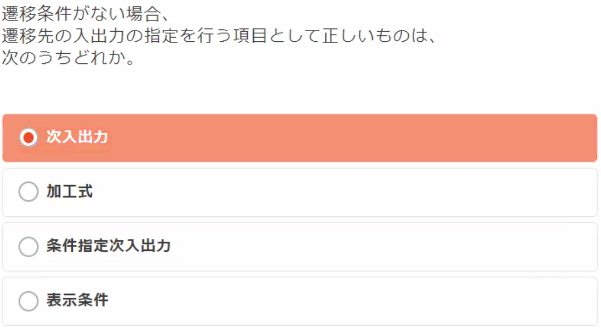 遷移条件がない場合、
遷移先の入出力の指定を行う項目として正しいものは、
次のうちどれか。
次入出力
加工式
条件指定次入出力
表示条件